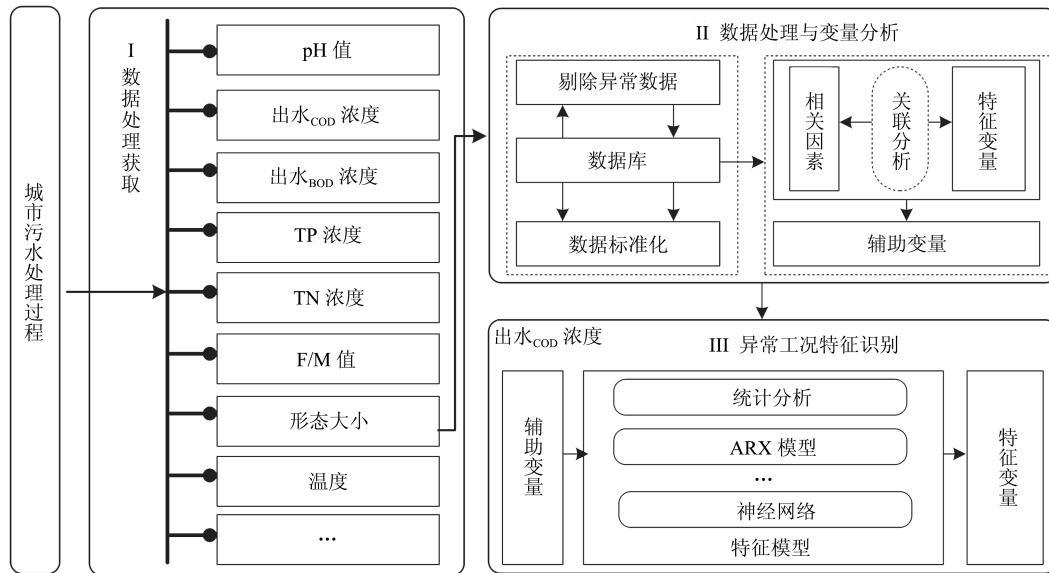 城市污水处理过程
I 数据处理获取
pH 值
出水COD 浓度
出水BOD 浓度
TP 浓度
TN 浓度
F/M 值
形态大小
温度
…
II 数据处理与变量分析
剔除异常数据
数据库
数据标准化
相关因素
关联分析
特征变量
辅助变量
出水COD 浓度
III 异常工况特征识别
辅助变量
统计分析
ARX 模型
…
神经网络
特征模型
特征变量